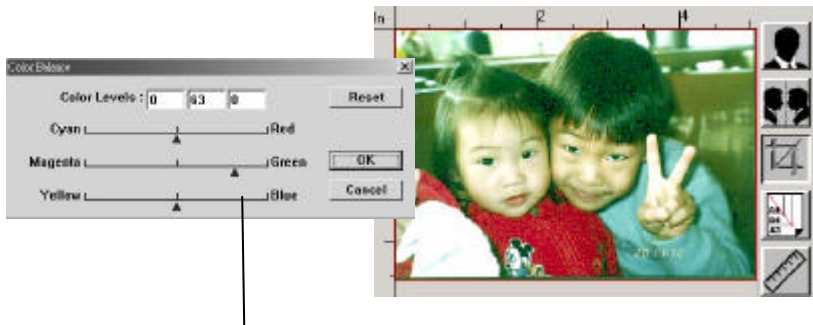 In 2 4
Color Balance
Color Levels : 0 63 0 Reset
Cyan Red
Magenta Green OK
Yellow Blue Cancel